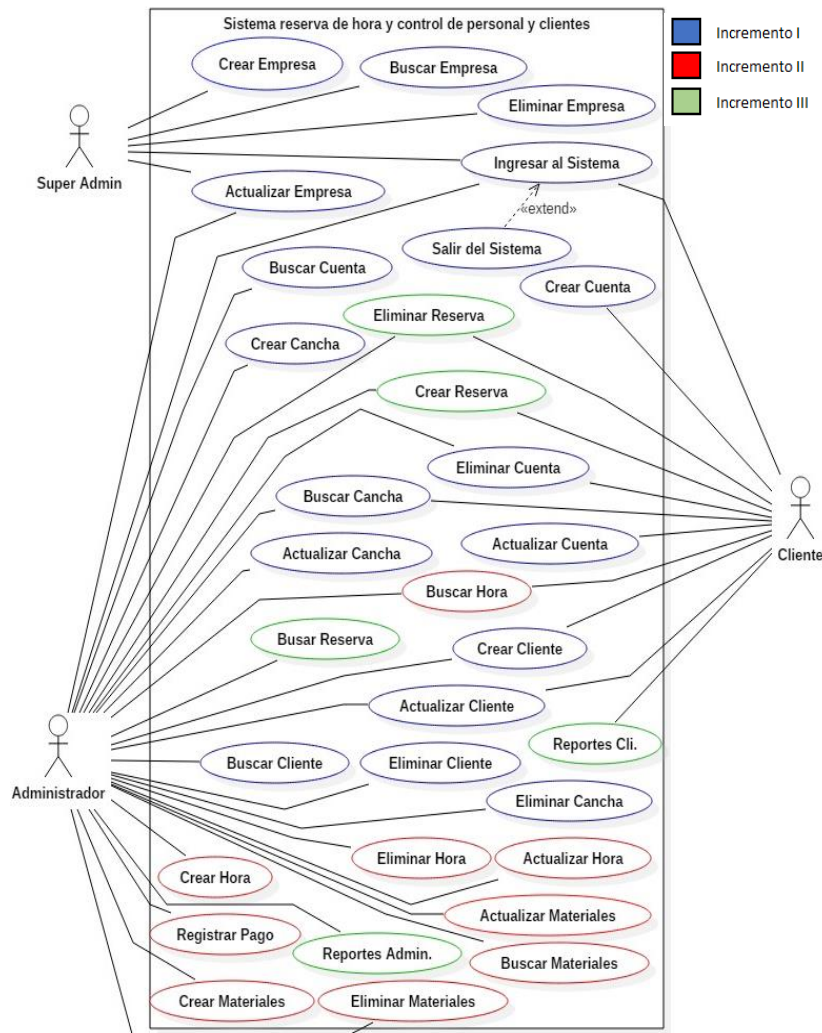 Sistema reserva de hora y control de personal y clientes
Incremento I
Incremento II
Incremento III
Crear Empresa
Buscar Empresa
Eliminar Empresa
Super Admin
Ingresar al Sistema
Actualizar Empresa
«extend»
Salir del Sistema
Buscar Cuenta
Crear Cuenta
Eliminar Reserva
Crear Cancha
Crear Reserva
Eliminar Cuenta
Buscar Cancha
Actualizar Cuenta
Cliente
Actualizar Cancha
Buscar Hora
Busar Reserva
Crear Cliente
Actualizar Cliente
Reportes Cli.
Buscar Cliente
Eliminar Cliente
Administrador
Eliminar Cancha
Eliminar Hora
Actualizar Hora
Crear Hora
Actualizar Materiales
Registrar Pago
Reportes Admin.
Buscar Materiales
Crear Materiales
Eliminar Materiales